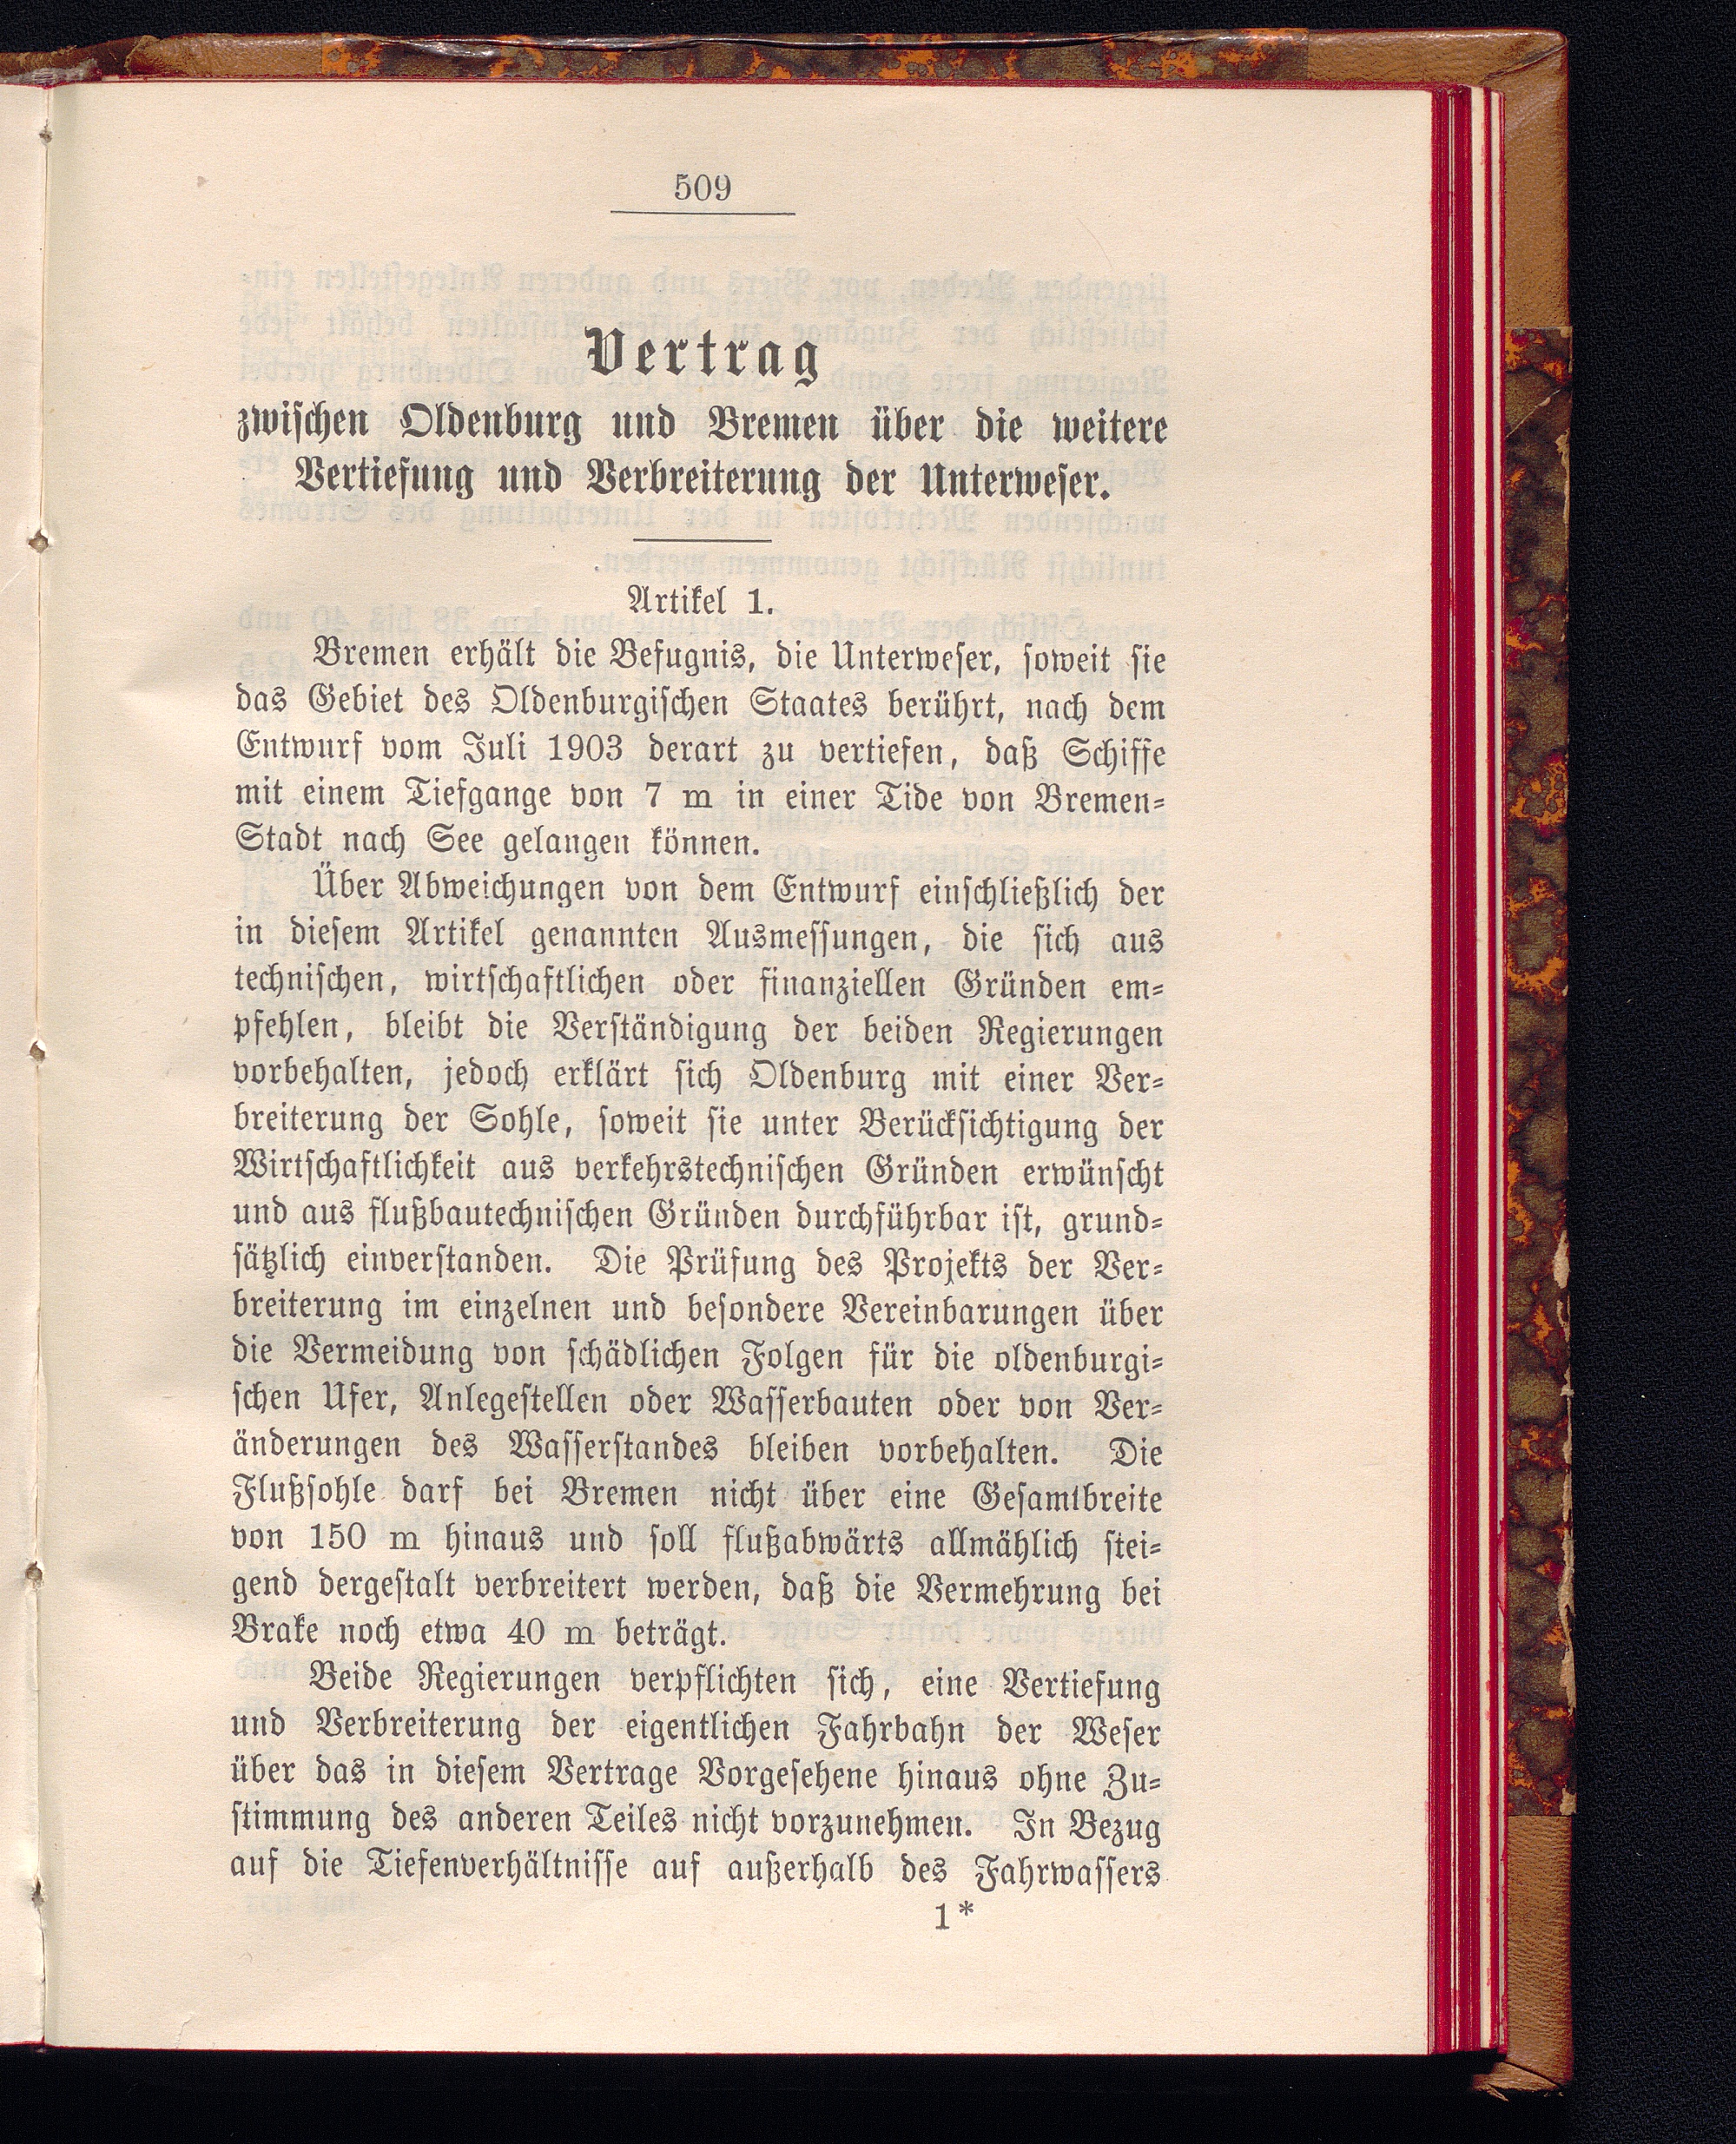 509
Vertrag
zwischen Oldenburg und Bremen über die weitere
Vertiefung und Verbreiterung der Unterweser.
Artikel 1.
Bremen erhält die Befugnis, die Unterweser, soweit sie
das Gebiet des Oldenburgischen Staates berührt, nach dem
Entwurf vom Juli 1903 derart zu vertiefen, daß Schiffe
mit einem Tiefgange von 7 m in einer Tide von Bremen-
Stadt nach See gelangen können.
Über Abweichungen von dem Entwurf einschließlich der
in diesem Artikel genannten Ausmessungen, die sich aus
technischen, wirtschaftlichen oder finanziellen Gründen em-
pfehlen, bleibt die Verständigung der beiden Regierungen
vorbehalten, jedoch erklärt sich Oldenburg mit einer Ver-
breiterung der Sohle, soweit sie unter Berücksichtigung der
Wirtschaftlichkeit aus verkehrstechnischen Gründen erwünscht
und aus flußbautechnischen Gründen durchführbar ist, grund-
sätzlich einverstanden. Die Prüfung des Projekts der Ver-
breiterung im einzelnen und besondere Vereinbarungen über
die Vermeidung von schädlichen Folgen für die oldenburgi-
schen Ufer, Anlegestellen oder Wasserbauten oder von Ver-
änderungen des Wasserstandes bleiben vorbehalten. Die
Flußsohle darf bei Bremen nicht über eine Gesamtbreite
von 150 m hinaus und soll flußabwärts allmählich stei-
gend dergestalt verbreitert werden, daß die Vermehrung bei
Brake noch etwa 40 m beträgt.
Beide Regierungen verpflichten sich, eine Vertiefung
und Verbreiterung der eigentlichen Fahrbahn der Weser
über das in diesem Vertrage Vorgesehene hinaus ohne Zu-
stimmung des anderen Teiles nicht vorzunehmen. In Bezug
auf die Tiefenverhältnisse auf außerhalb des Fahrwassers
1*